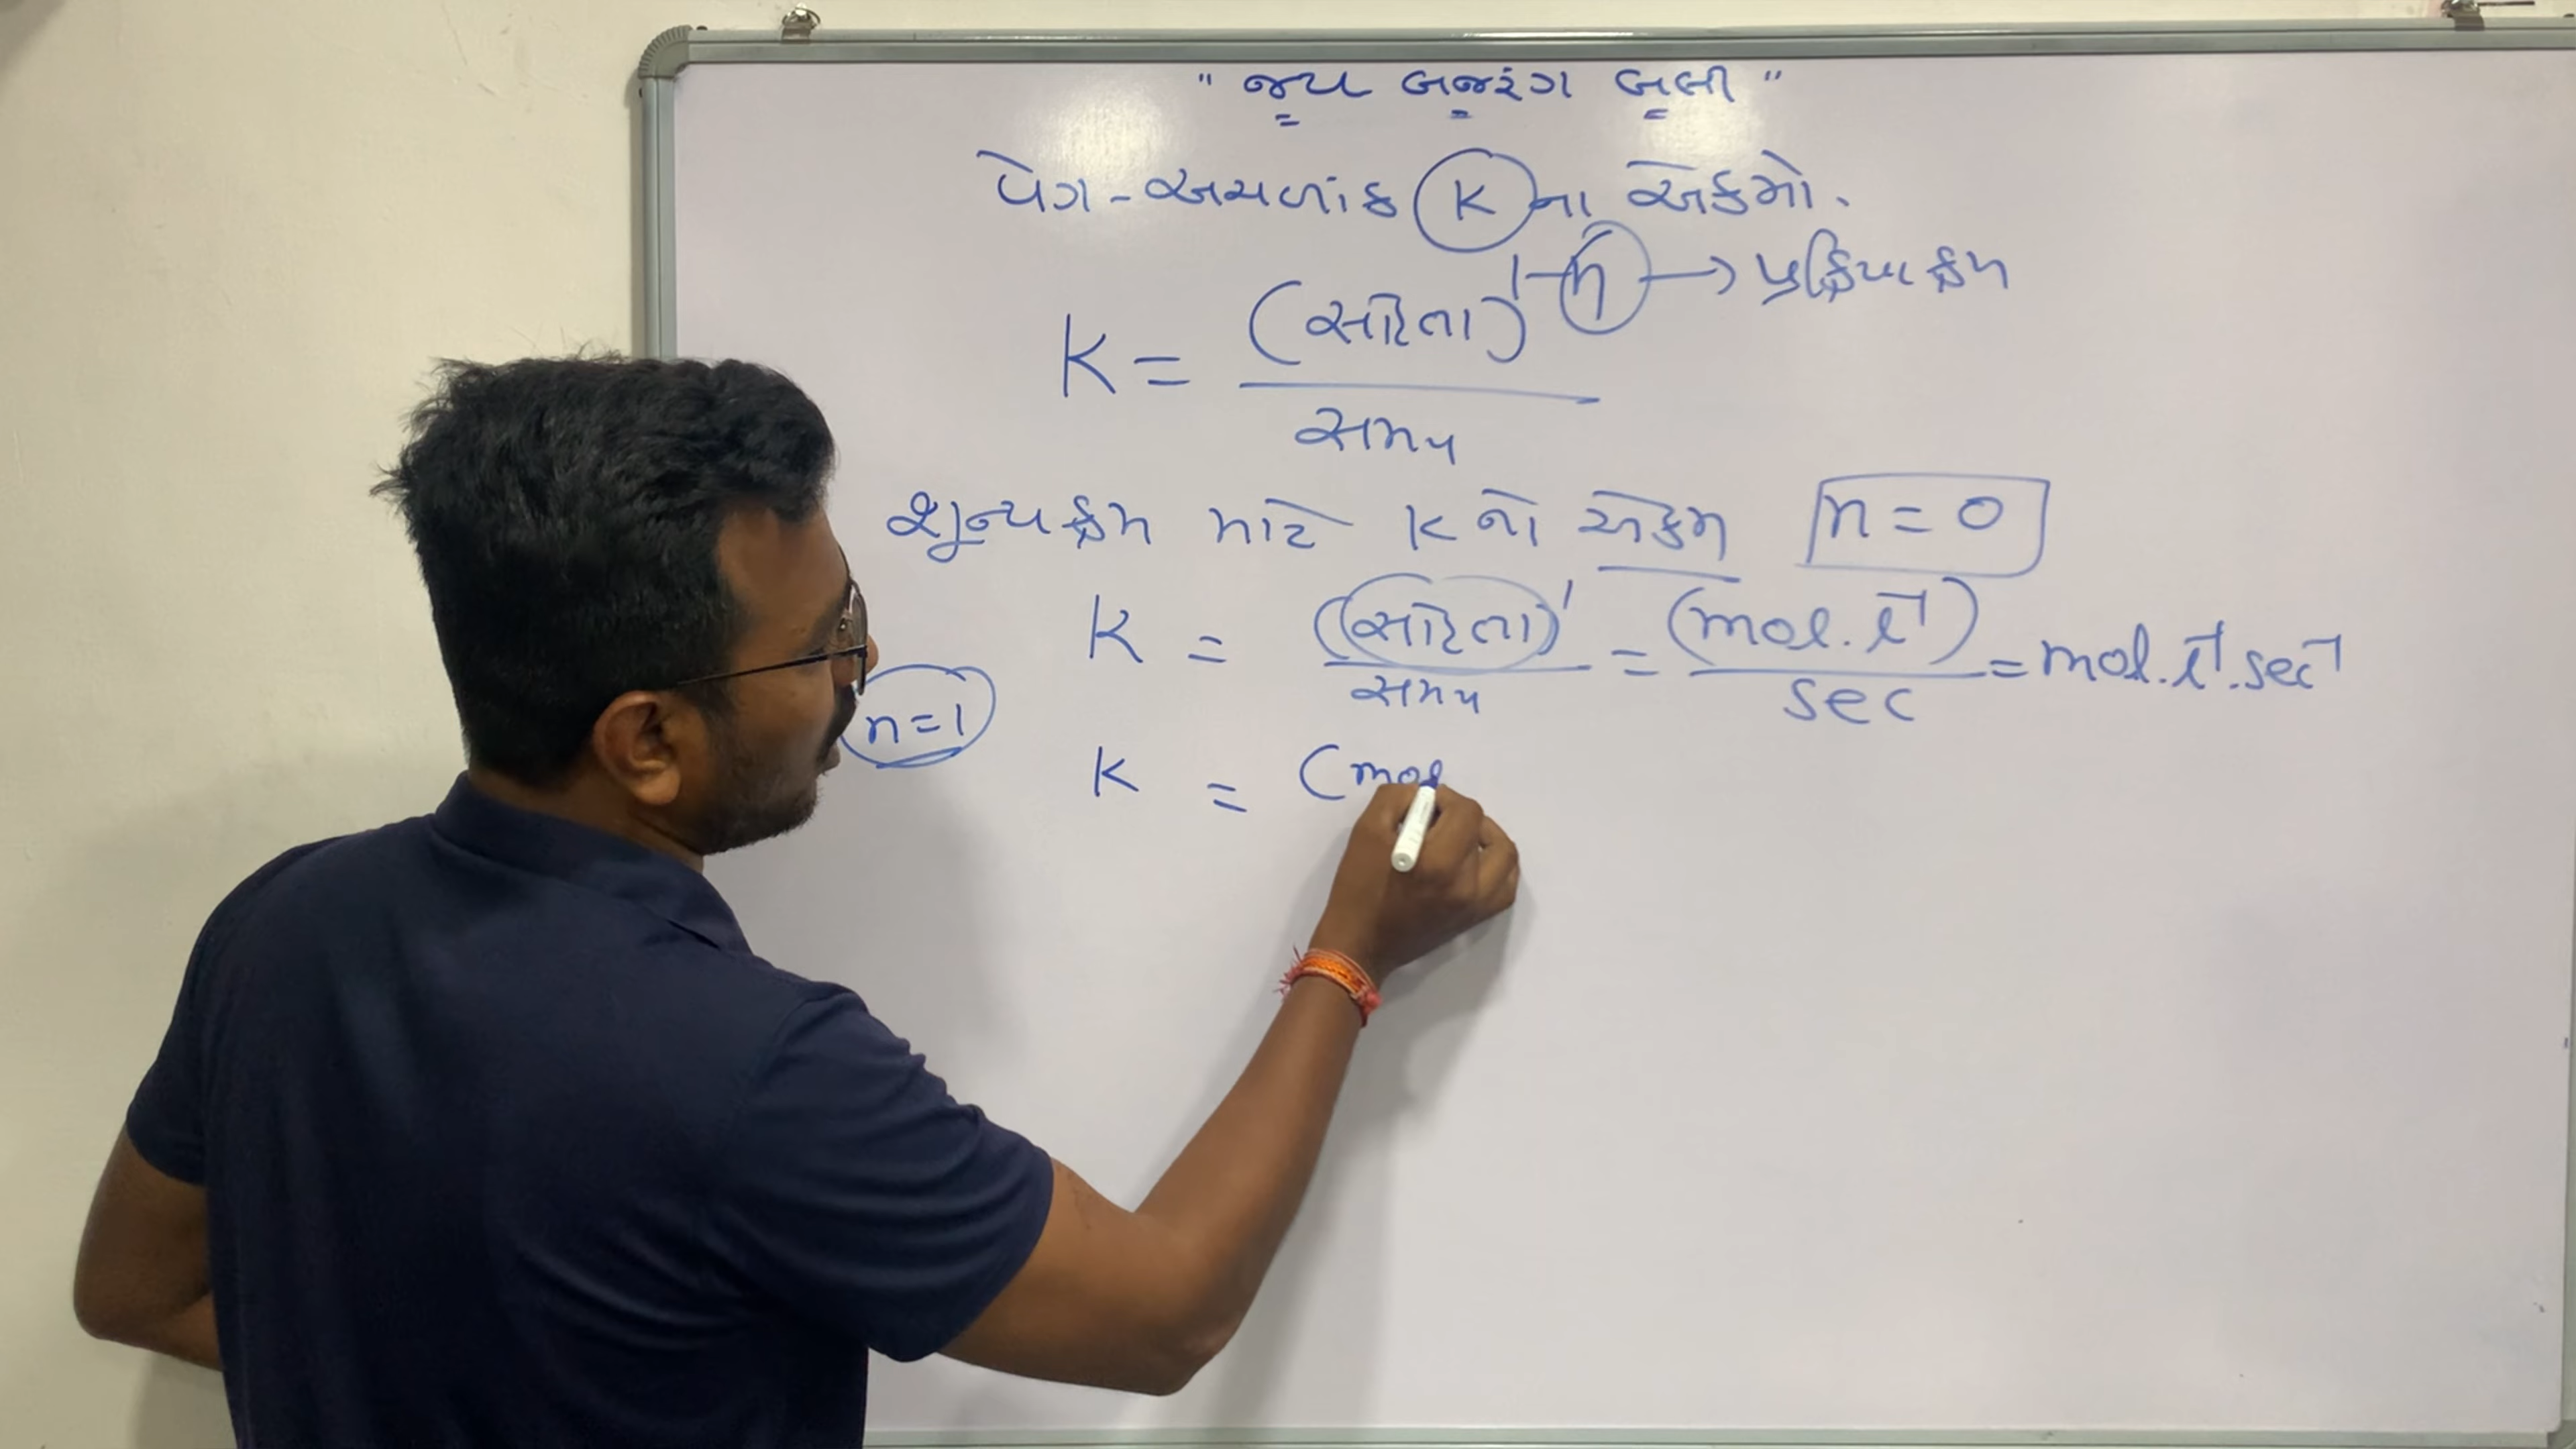 "જય બજરંગ બલી"
વેગ-અચળાંક K ના એકમો.
K = (સાંદ્રતા)^1-n / સમય → પ્રક્રિયા ક્રમ
શૂન્ય ક્રમ માટે K નો એકમ n = 0
K = (સાંદ્રતા)^1 / સમય = (mol. l^-1) / sec = mol. l^-1. sec^-1
n=1
K = (mol